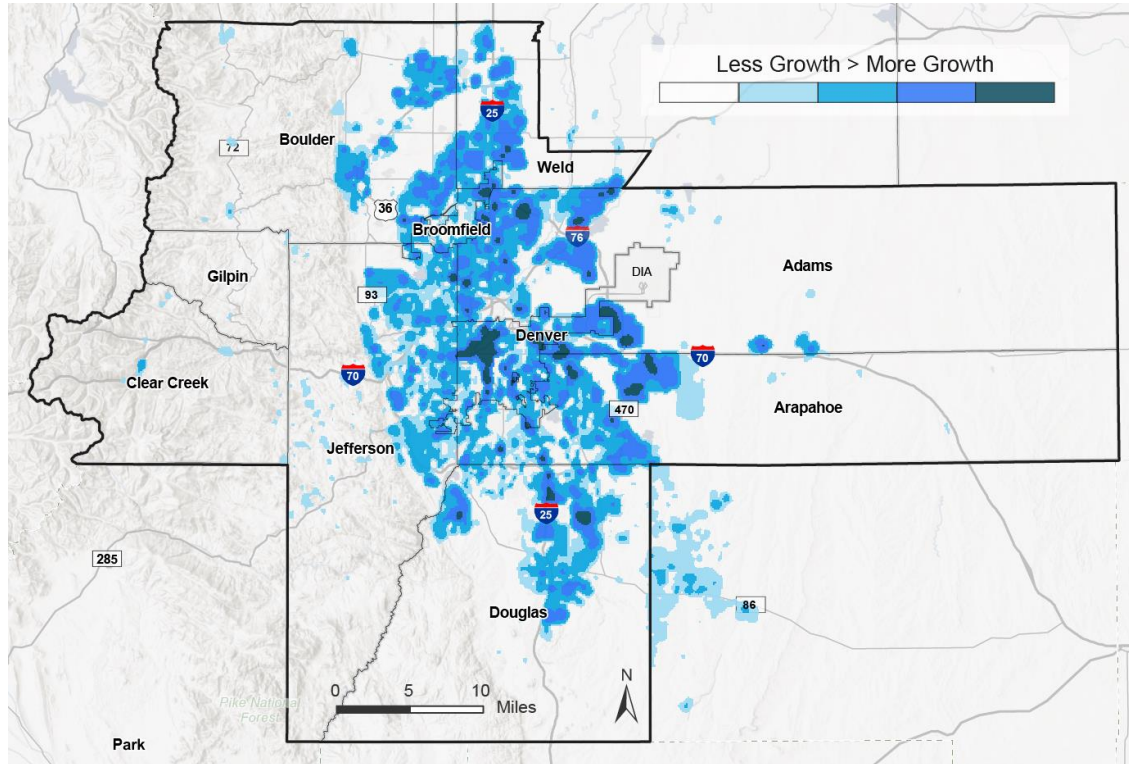 Less Growth > More Growth
25
Boulder
72
Weld
36
Broomfield
76
Adams
DIA
Gilpin
93
Denver
70
70
Clear Creek
470
Arapahoe
Jefferson
25
285
86
Douglas
N
0 5 10
Miles
Pike National
Forest
Park